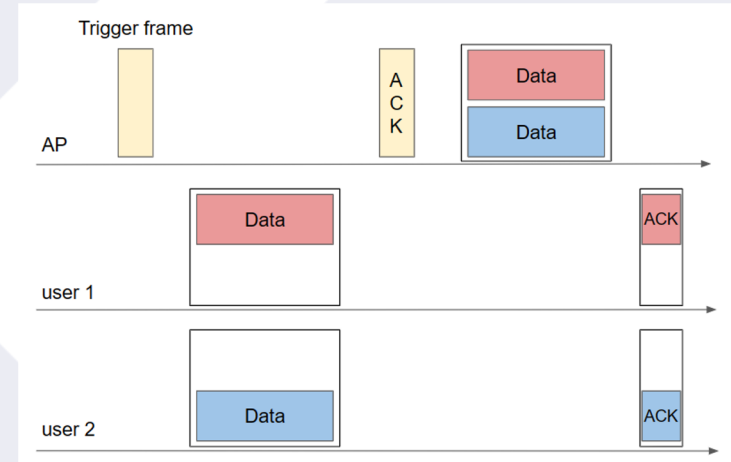 Trigger frame
A
C
K
Data
Data
AP
Data
ACK
user 1
Data
ACK
user 2